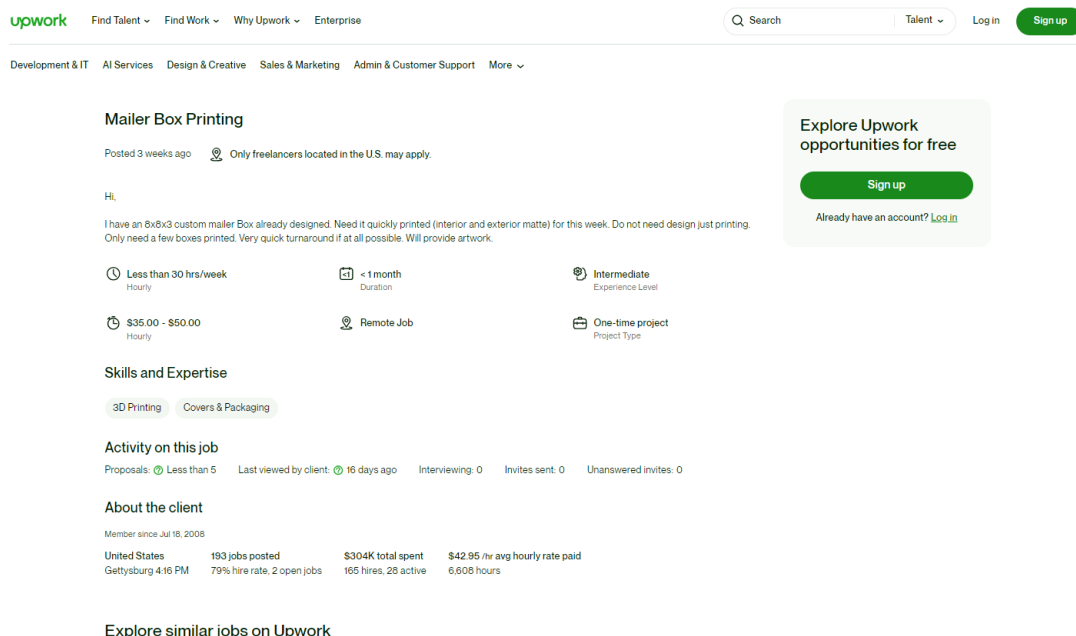 upwork Find Talent Find Work Why Upwork Enterprise Search Talent Log in Sign up
Development & IT AI Services Design & Creative Sales & Marketing Admin & Customer Support More
Mailer Box Printing
Posted 3 weeks ago Only freelancers located in the U.S. may apply.
Hi,
I have an 8x8x3 custom mailer Box already designed. Need it quickly printed (interior and exterior matte) for this week. Do not need design just printing.
Only need a few boxes printed. Very quick turnaround if at all possible. Will provide artwork.
Less than 30 hrs/week <1 < 1 month Intermediate
Hourly Duration Experience Level
$35.00 - $50.00 Remote Job One-time project
Hourly Project Type
Skills and Expertise
3D Printing Covers & Packaging
Activity on this job
Proposals: ? Less than 5 Last viewed by client: ? 16 days ago Interviewing: 0 Invites sent: 0 Unanswered invites: 0
About the client
Member since Jul 18, 2008
United States 193 jobs posted $304K total spent $42.95 /hr avg hourly rate paid
Gettysburg 4:16 PM 79% hire rate, 2 open jobs 165 hires, 28 active 6,608 hours
Explore similar jobs on Upwork
Explore Upwork
opportunities for free
Sign up
Already have an account? Log in